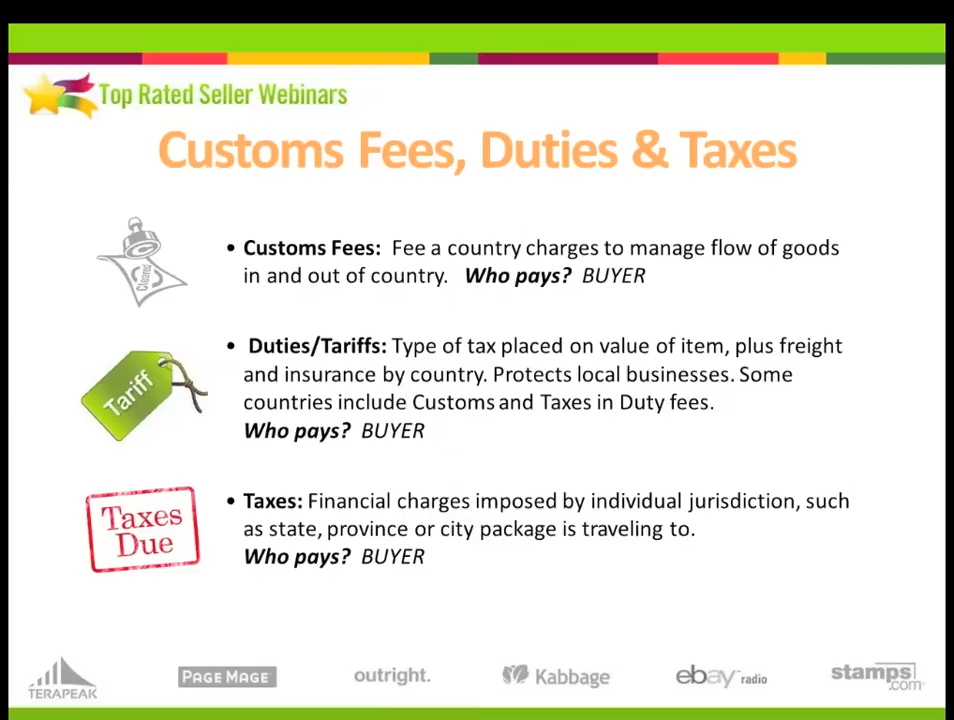 Top Rated Seller Webinars
Customs Fees, Duties & Taxes
Cleared
• Customs Fees: Fee a country charges to manage flow of goods
in and out of country. Who pays? BUYER
Tariff
• Duties/Tariffs: Type of tax placed on value of item, plus freight
and insurance by country. Protects local businesses. Some
countries include Customs and Taxes in Duty fees.
Who pays? BUYER
Taxes
Due
• Taxes: Financial charges imposed by individual jurisdiction, such
as state, province or city package is traveling to.
Who pays? BUYER
TERAPEAK
PAGE MAGE
outright.
Kabbage
ebay radio
stamps.com